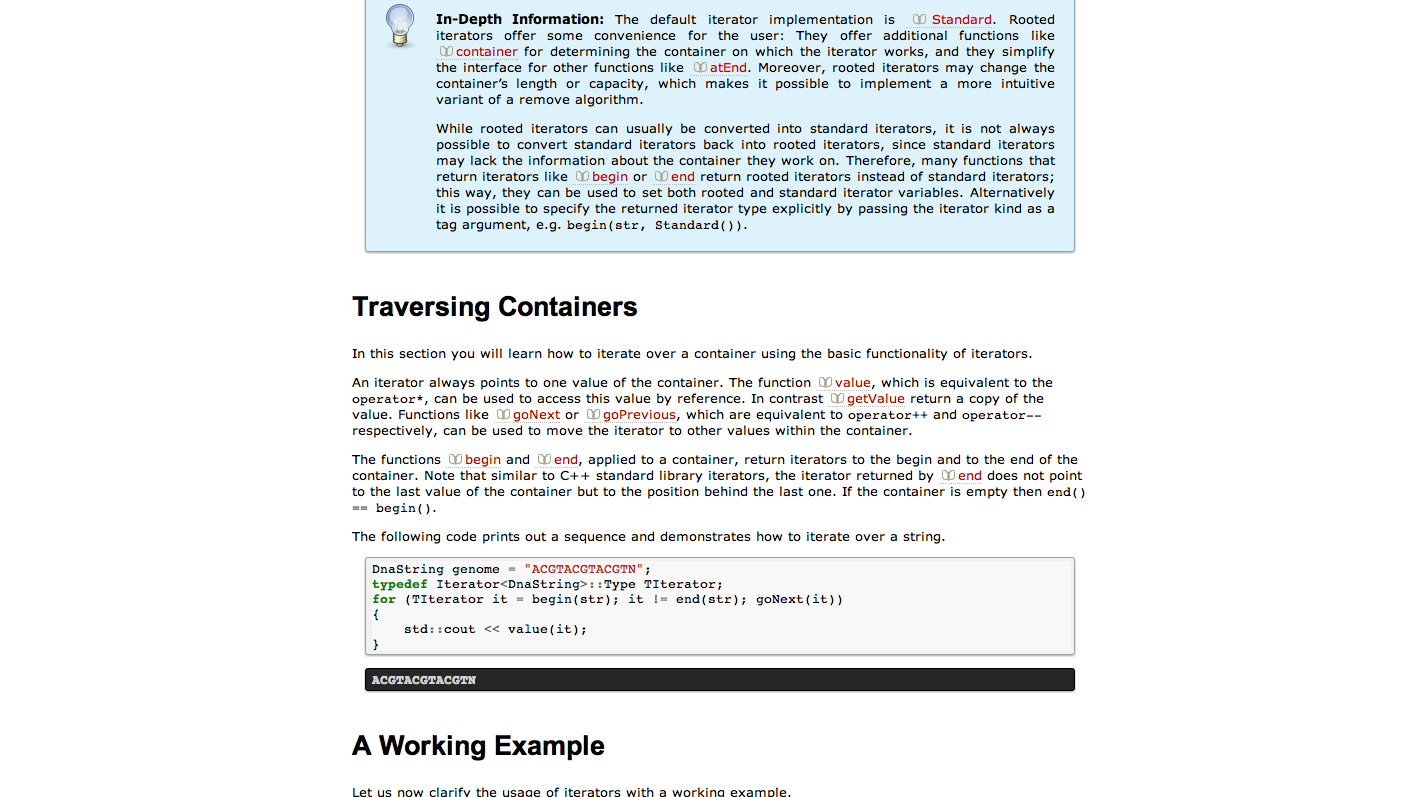 In-Depth Information: The default iterator implementation is Standard. Rooted
iterators offer some convenience for the user: They offer additional functions like
container for determining the container on which the iterator works, and they simplify
the interface for other functions like atEnd. Moreover, rooted iterators may change the
container's length or capacity, which makes it possible to implement a more intuitive
variant of a remove algorithm.
While rooted iterators can usually be converted into standard iterators, it is not always
possible to convert standard iterators back into rooted iterators, since standard iterators
may lack the information about the container they work on. Therefore, many functions that
return iterators like begin or end return rooted iterators instead of standard iterators;
this way, they can be used to set both rooted and standard iterator variables. Alternatively
it is possible to specify the returned iterator type explicitly by passing the iterator kind as a
tag argument, e.g. begin(str, Standard()).
Traversing Containers
In this section you will learn how to iterate over a container using the basic functionality of iterators.
An iterator always points to one value of the container. The function value, which is equivalent to the
operator*, can be used to access this value by reference. In contrast getValue return a copy of the
value. Functions like goNext or goPrevious, which are equivalent to operator++ and operator--
respectively, can be used to move the iterator to other values within the container.
The functions begin and end, applied to a container, return iterators to the begin and to the end of the
container. Note that similar to C++ standard library iterators, the iterator returned by end does not point
to the last value of the container but to the position behind the last one. If the container is empty then end()
== begin().
The following code prints out a sequence and demonstrates how to iterate over a string.
DnaString genome = "ACGTACGTACGTN";
typedef Iterator<DnaString>::Type TIterator;
for (TIterator it = begin(str); it != end(str); goNext(it))
{
    std::cout << value(it);
}
ACGTACGTACGTN
A Working Example
Let us now clarify the usage of iterators with a working example.